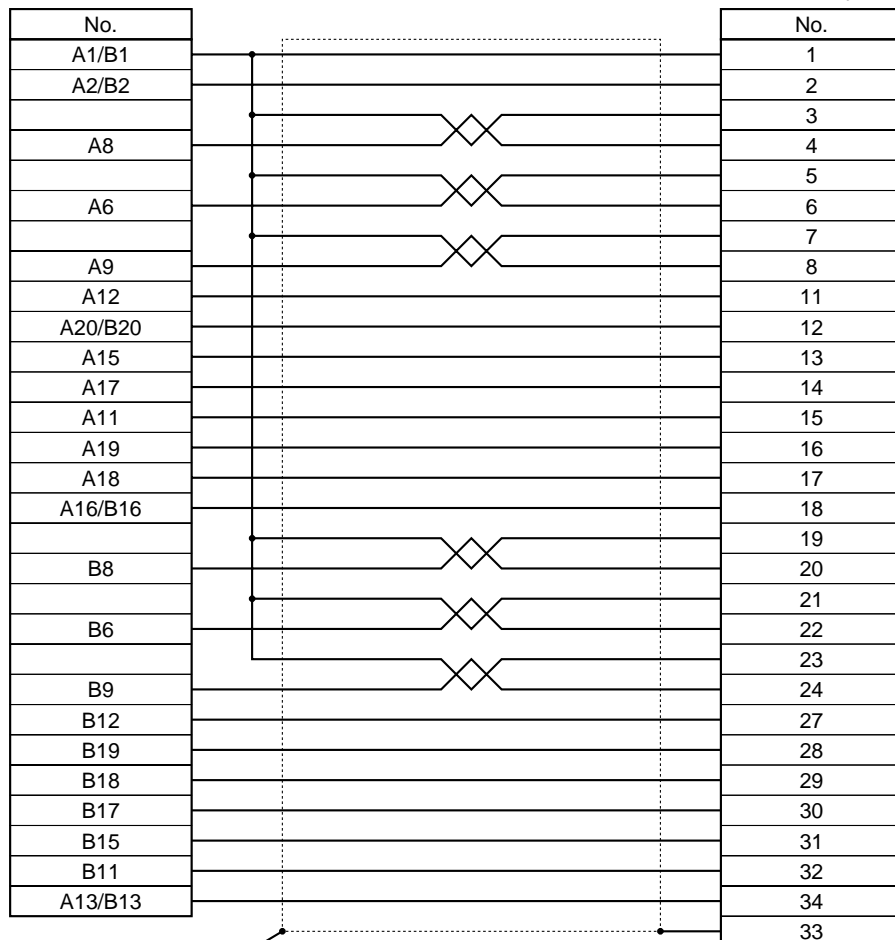 No. No.
A1/B1 1
A2/B2 2
3
A8 4
5
A6 6
7
A9 8
A12 11
A20/B20 12
A15 13
A17 14
A11 15
A19 16
A18 17
A16/B16 18
19
B8 20
21
B6 22
23
B9 24
B12 27
B19 28
B18 29
B17 30
B15 31
B11 32
A13/B13 34
33